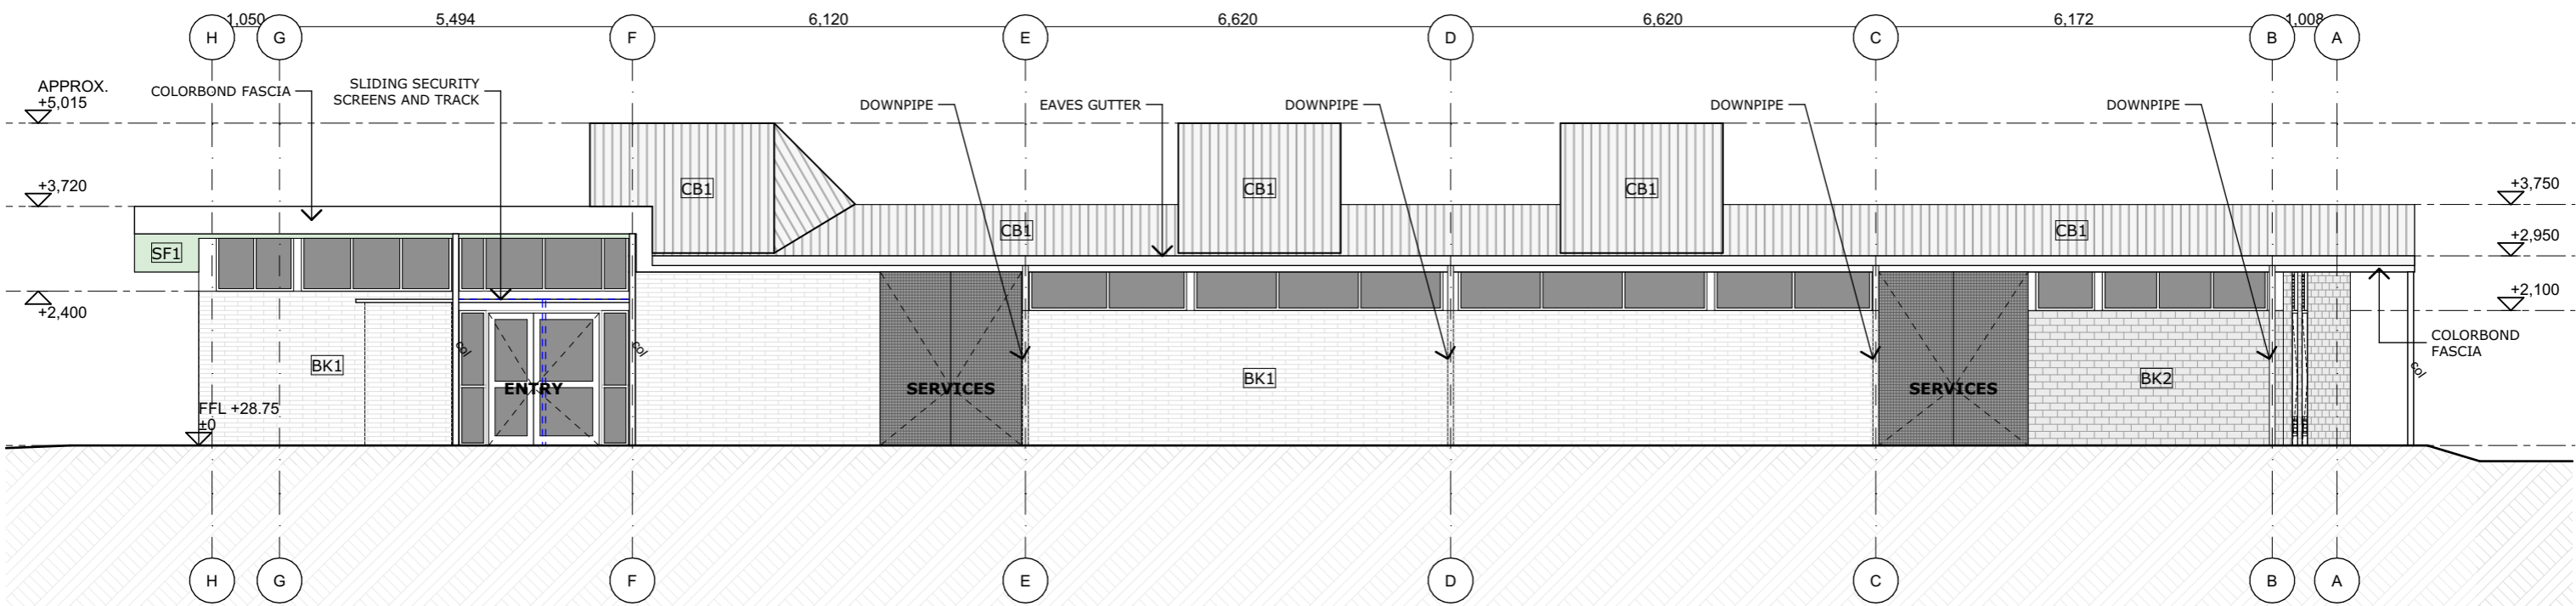 1,050
5,494
6,120
6,620
6,620
6,172
1,008
H
G
F
E
D
C
B
A
APPROX.
+5,015
COLORBOND FASCIA
SLIDING SECURITY
SCREENS AND TRACK
DOWNPIPE
EAVES GUTTER
DOWNPIPE
DOWNPIPE
DOWNPIPE
+3,720
CB1
CB1
CB1
+3,750
SF1
CB1
CB1
+2,950
+2,400
+2,100
COLORBOND
FASCIA
col
col
col
BK1
BK1
BK2
ENTRY
SERVICES
SERVICES
FFL +28.75
±0
H
G
F
E
D
C
B
A